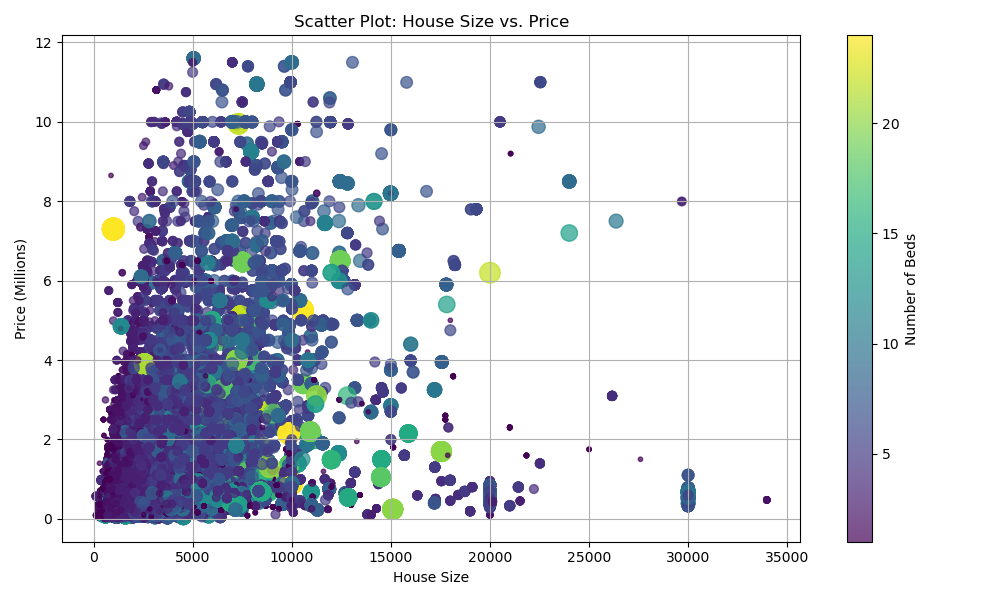 Scatter Plot: House Size vs. Price
12
10
8
6
4
2
0
Price (Millions)
0 5000 10000 15000 20000 25000 30000 35000
House Size
20
15
10
5
Number of Beds